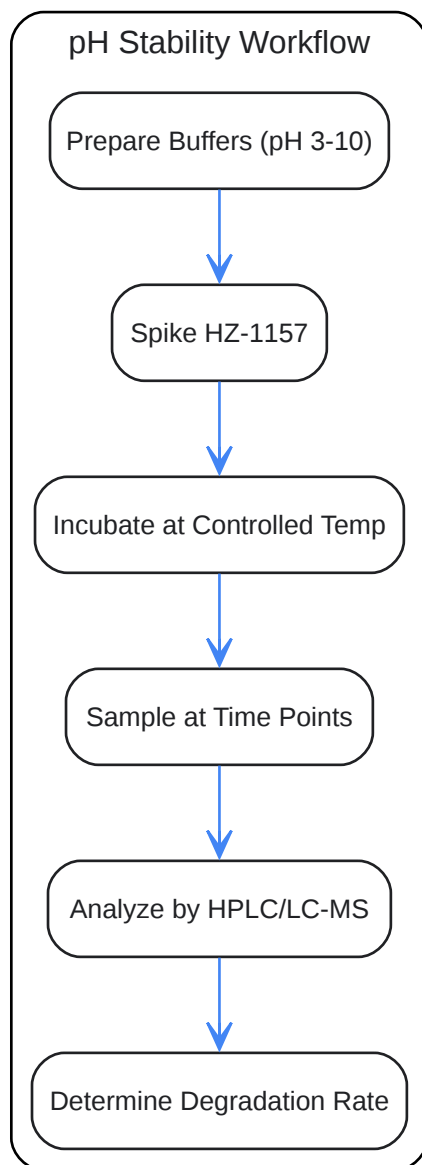 pH Stability Workflow
Prepare Buffers (pH 3-10)
Spike HZ-1157
Incubate at Controlled Temp
Sample at Time Points
Analyze by HPLC/LC-MS
Determine Degradation Rate